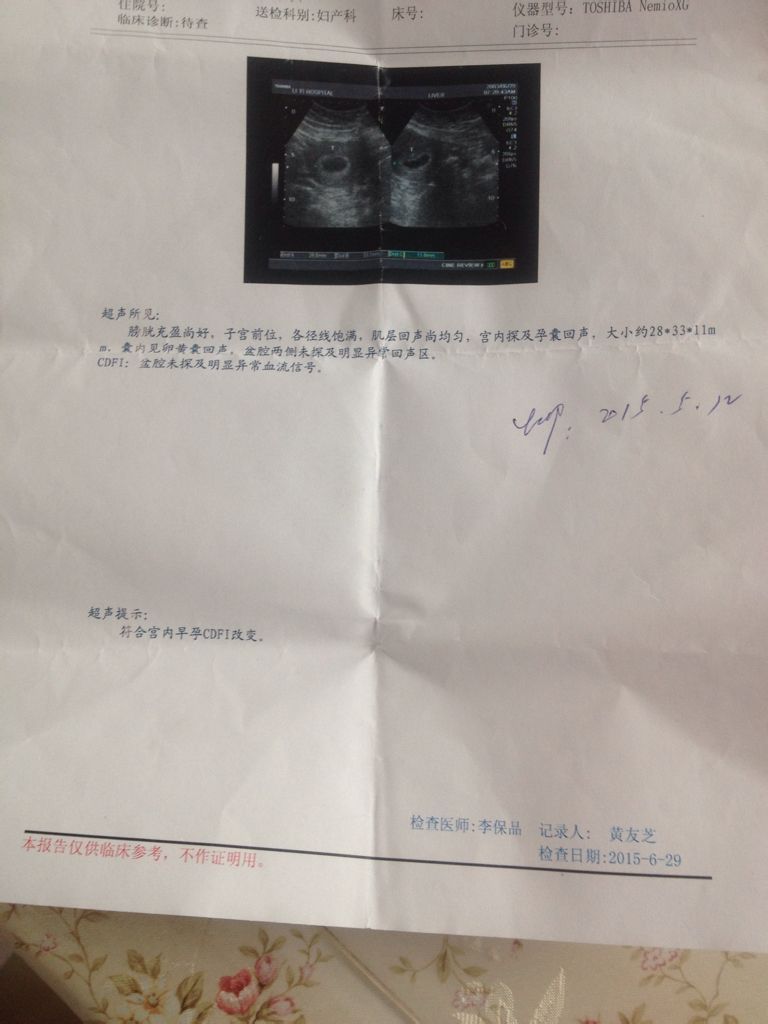 住院号:
临床诊断:待查
送检科别:妇产科
床号:
仪器型号: TOSHIBA NemioXG
门诊号:
LIVER
CINE REVIEW
超声所见:
膀胱充盈尚好, 子宫前位, 各径线饱满, 肌层回声尚均匀, 宫内探及孕囊回声, 大小约28*33*11m
m. 囊内见卵黄囊回声. 盆腔两侧未探及明显异常回声区。
CDFI: 盆腔未探及明显异常血流信号。
2015.5.12
超声提示:
符合宫内早孕CDFI改变。
检查医师:李保品 记录人: 黄友芝
检查日期:2015-6-29
本报告仅供临床参考, 不作证明用。